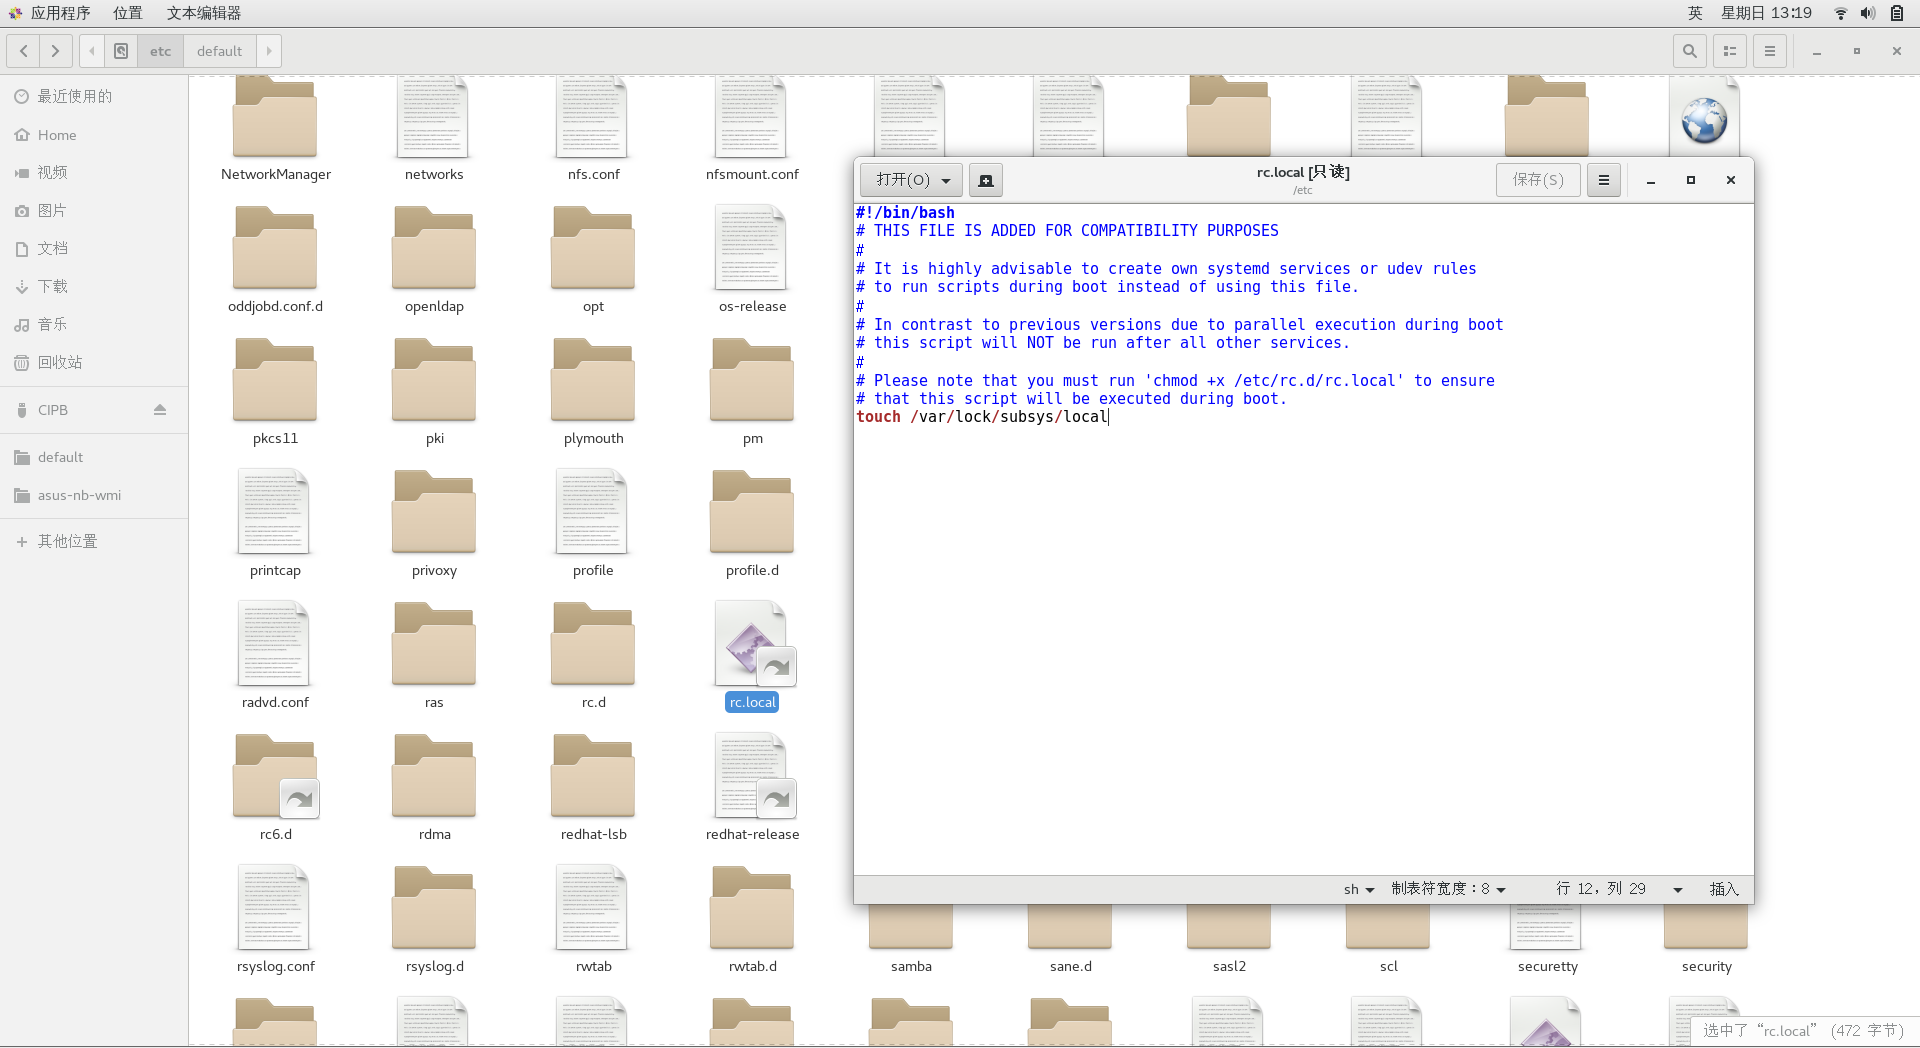 应用程序 位置 文本编辑器 英 星期日 13:19
etc default
最近使用的
Home
视频
图片
文档
下载
音乐
回收站
CIPB
default
asus-nb-wmi
其他位置
NetworkManager networks nfs.conf nfsmount.conf
oddjobd.conf.d openldap opt os-release
pkcs11 pki plymouth pm
printcap privoxy profile profile.d
radvd.conf ras rc.d rc.local
rc6.d rdma redhat-lsb redhat-release
rsyslog.conf rsyslog.d rwtab rwtab.d samba sane.d sasl2 scl securetty security
打开(O) rc.local [只读] 保存(S)
/etc
#!/bin/bash
# THIS FILE IS ADDED FOR COMPATIBILITY PURPOSES
#
# It is highly advisable to create own systemd services or udev rules
# to run scripts during boot instead of using this file.
#
# In contrast to previous versions due to parallel execution during boot
# this script will NOT be run after all other services.
#
# Please note that you must run 'chmod +x /etc/rc.d/rc.local' to ensure
# that this script will be executed during boot.
touch /var/lock/subsys/local
sh 制表符宽度：8 行 12，列 29 插入
选中了“rc.local” (472 字节)